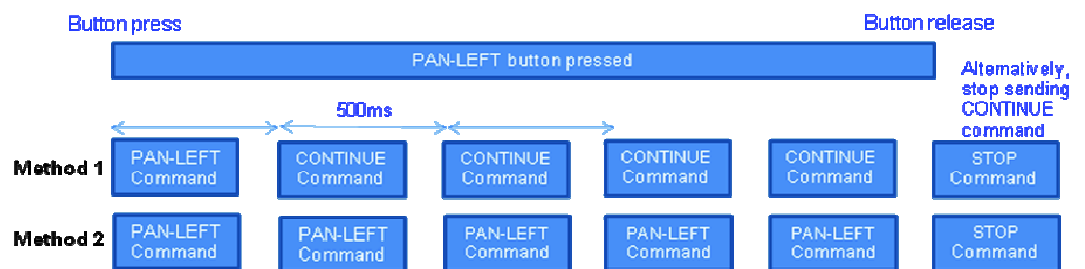 Button press
Button release
PAN-LEFT button pressed
Alternatively,
stop sending
CONTINUE
command
500ms
Method 1
PAN-LEFT
Command
CONTINUE
Command
CONTINUE
Command
CONTINUE
Command
CONTINUE
Command
STOP
Command
Method 2
PAN-LEFT
Command
PAN-LEFT
Command
PAN-LEFT
Command
PAN-LEFT
Command
PAN-LEFT
Command
STOP
Command